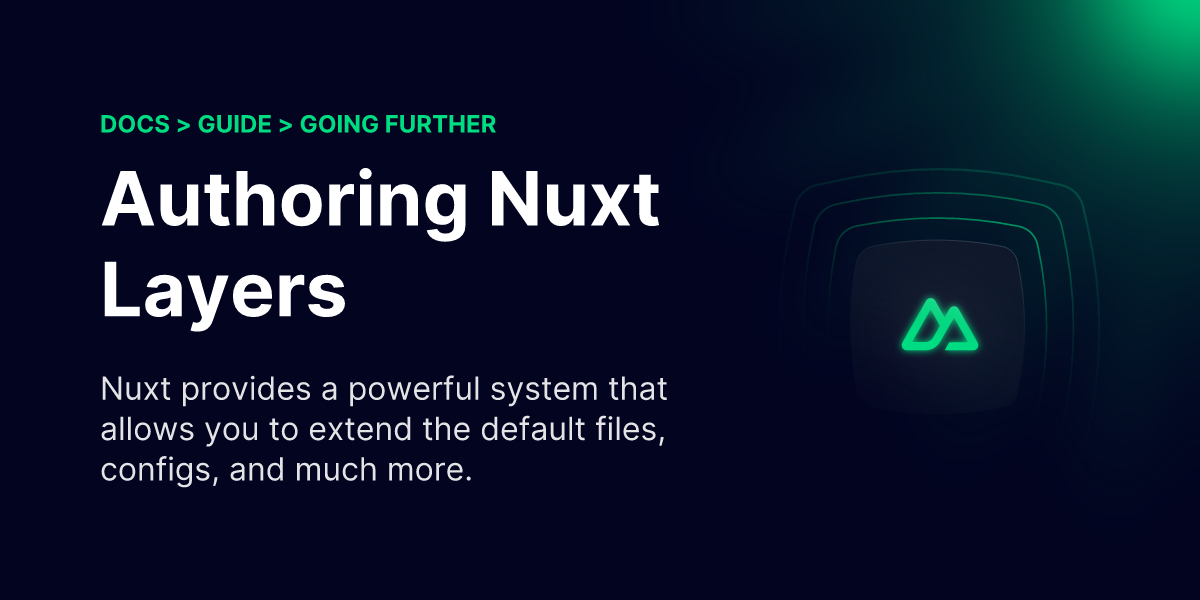 DOCS > GUIDE > GOING FURTHER
Authoring Nuxt
Layers
Nuxt provides a powerful system that
allows you to extend the default files,
configs, and much more.